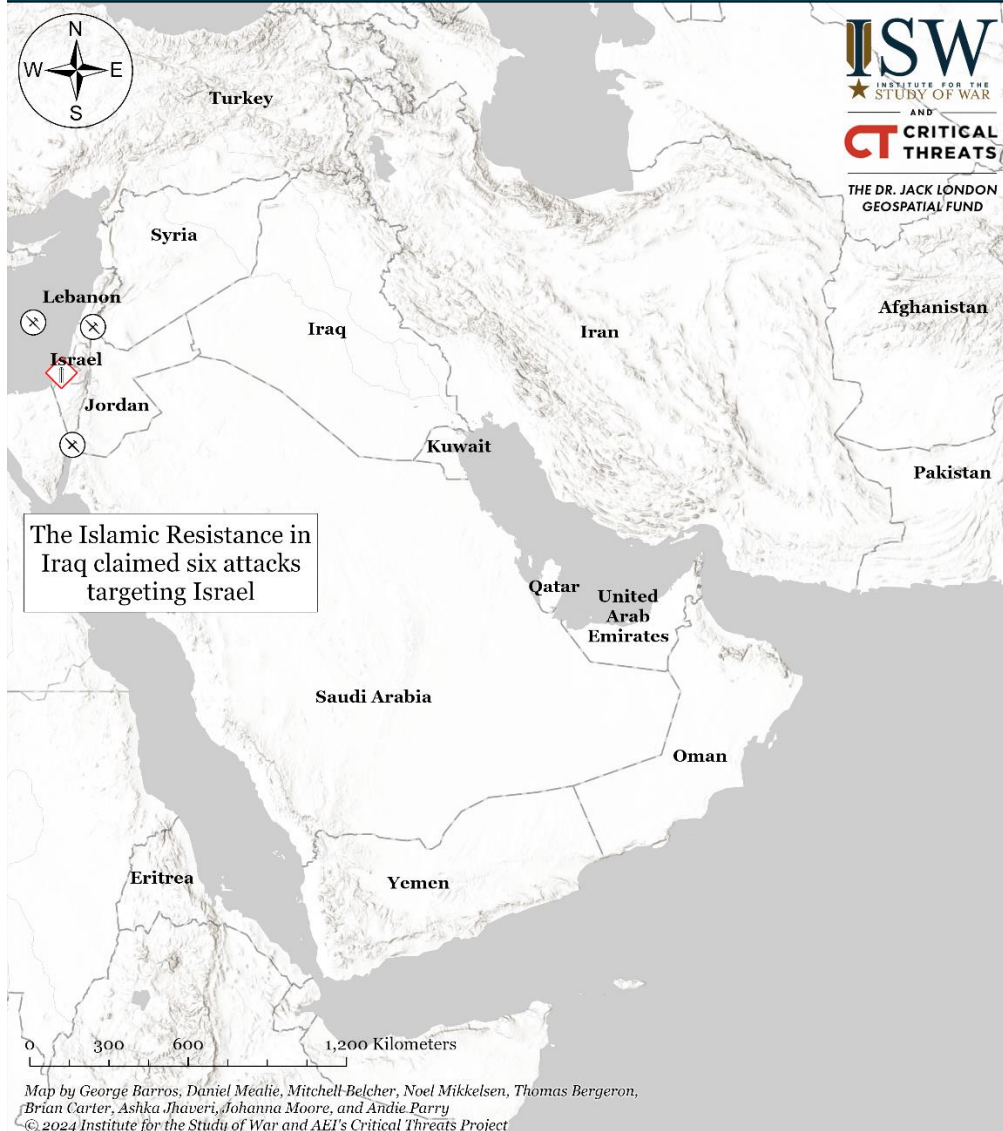 N
W
E
S
ISW
INSTITUTE FOR THE
STUDY OF WAR
AND
CT CRITICAL
THREATS
THE DR. JACK LONDON
GEOSPATIAL FUND
Turkey
Syria
Lebanon
Iraq
Iran
Afghanistan
Israel
Jordan
Kuwait
Pakistan
The Islamic Resistance in
Iraq claimed six attacks
targeting Israel
Qatar
United
Arab
Emirates
Saudi Arabia
Oman
Eritrea
Yemen
0 300 600 1,200 Kilometers
Map by George Barros, Daniel Mealie, Mitchell Belcher, Noel Mikkelsen, Thomas Bergeron,
Brian Carter, Ashka Jhaveri, Johanna Moore, and Andie Parry
© 2024 Institute for the Study of War and AEI's Critical Threats Project